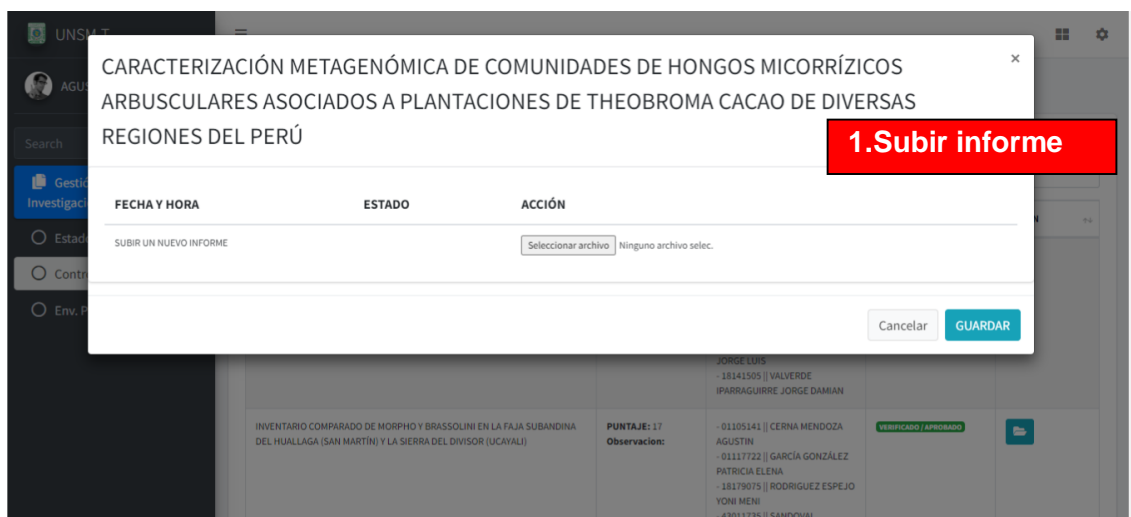 UNSM-T
AGUS
Search
Gestió
Investigaci
Estad
Contr
Env. P
CARACTERIZACIÓN METAGENÓMICA DE COMUNIDADES DE HONGOS MICORRÍZICOS
ARBUSCULARES ASOCIADOS A PLANTACIONES DE THEOBROMA CACAO DE DIVERSAS
REGIONES DEL PERÚ
×
1.Subir informe
FECHA Y HORA ESTADO ACCIÓN
SUBIR UN NUEVO INFORME Seleccionar archivo Ninguno archivo selec.
N
Cancelar GUARDAR
JORGE LUIS
- 18141505 || VALVERDE
IPARRAGUIRRE JORGE DAMIAN
INVENTARIO COMPARADO DE MORPHO Y BRASSOLINI EN LA FAJA SUBANDINA
DEL HUALLAGA (SAN MARTÍN) Y LA SIERRA DEL DIVISOR (UCAYALI)
PUNTAJE: 17
Observacion:
- 01105141 || CERNA MENDOZA
AGUSTIN
- 01117722 || GARCÍA GONZÁLEZ
PATRICIA ELENA
- 18179075 || RODRIGUEZ ESPEJO
YONI MENI
- 43011735 || SANDOVAL
VERIFICADO / APROBADO